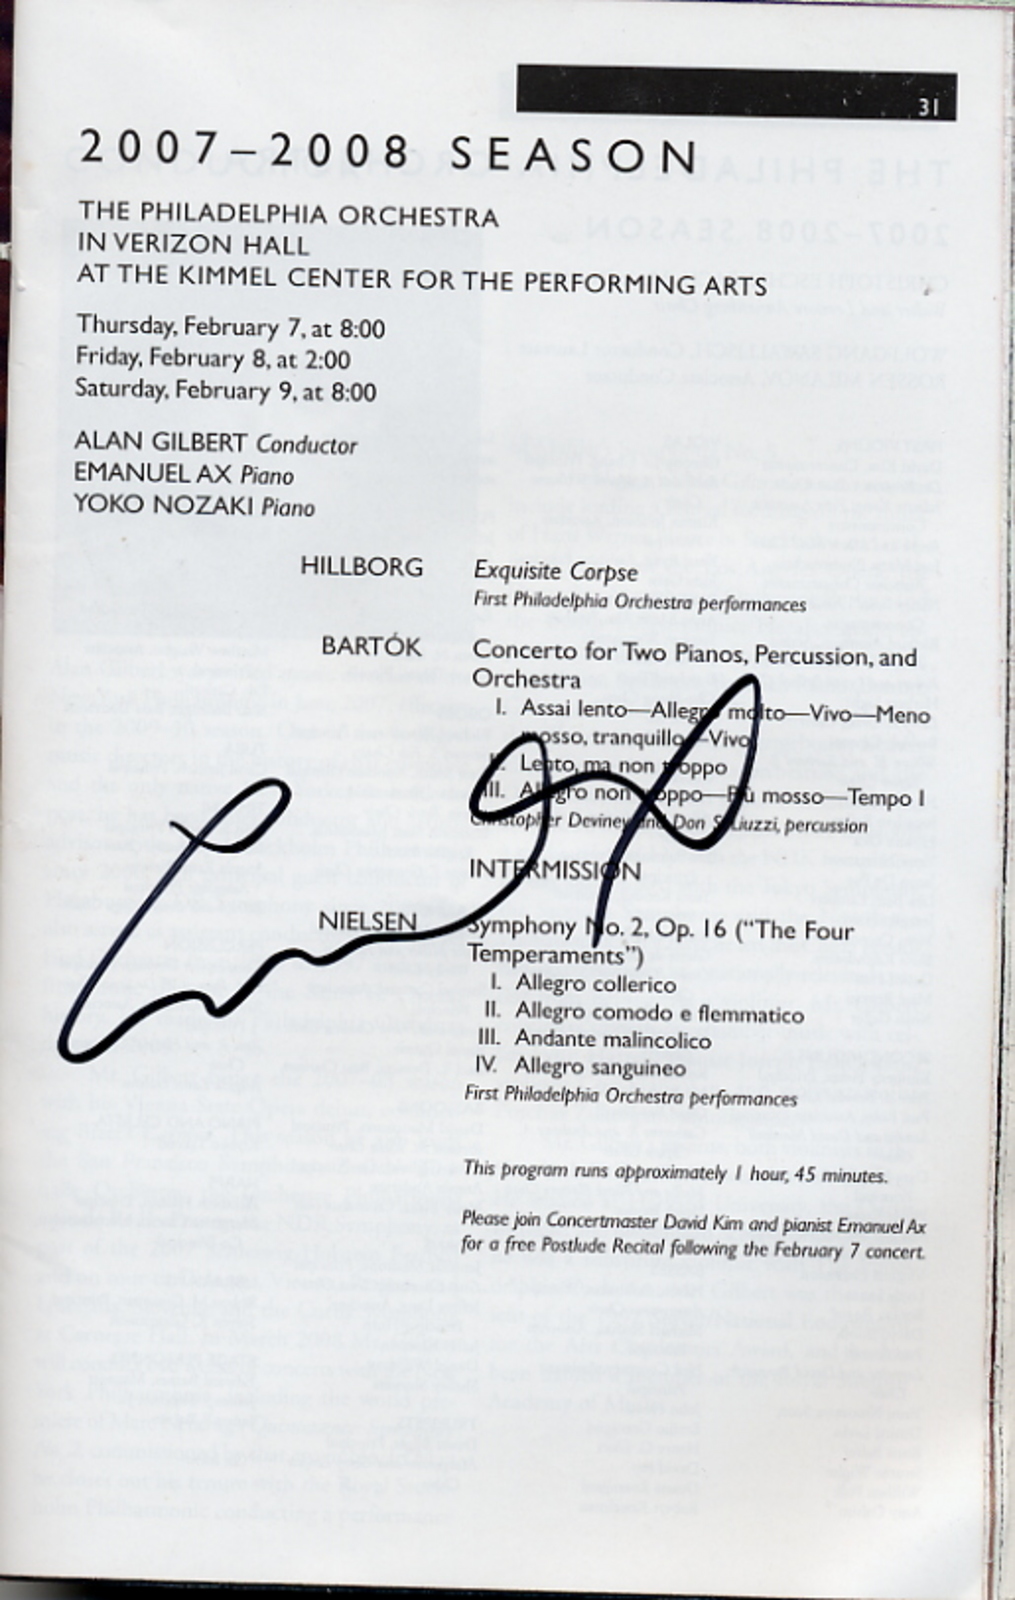 31
2007–2008 SEASON
THE PHILADELPHIA ORCHESTRA
IN VERIZON HALL
AT THE KIMMEL CENTER FOR THE PERFORMING ARTS
Thursday, February 7, at 8:00
Friday, February 8, at 2:00
Saturday, February 9, at 8:00
ALAN GILBERT Conductor
EMANUEL AX Piano
YOKO NOZAKI Piano
HILLBORG Exquisite Corpse
First Philadelphia Orchestra performances
BARTÓK Concerto for Two Pianos, Percussion, and
Orchestra
I. Assai lento—Allegro molto—Vivo—Meno
mosso, tranquillo—Vivo
II. Lento, ma non troppo
III. Allegro non troppo—Più mosso—Tempo I
Christopher Deviney and Don S. Liuzzi, percussion
INTERMISSION
NIELSEN Symphony No. 2, Op. 16 (“The Four
Temperaments”)
I. Allegro collerico
II. Allegro comodo e flemmatico
III. Andante malincolico
IV. Allegro sanguineo
First Philadelphia Orchestra performances
This program runs approximately 1 hour, 45 minutes.
Please join Concertmaster David Kim and pianist Emanuel Ax
for a free Postlude Recital following the February 7 concert.